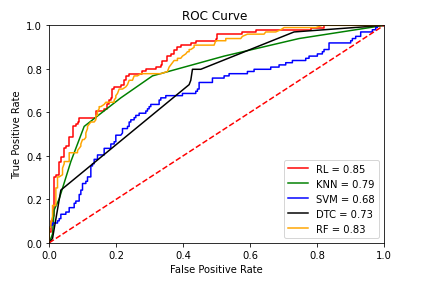 ROC Curve
True Positive Rate
1.0
0.8
0.6
0.4
0.2
0.0
RL = 0.85
KNN = 0.79
SVM = 0.68
DTC = 0.73
RF = 0.83
0.0 0.2 0.4 0.6 0.8 1.0
False Positive Rate